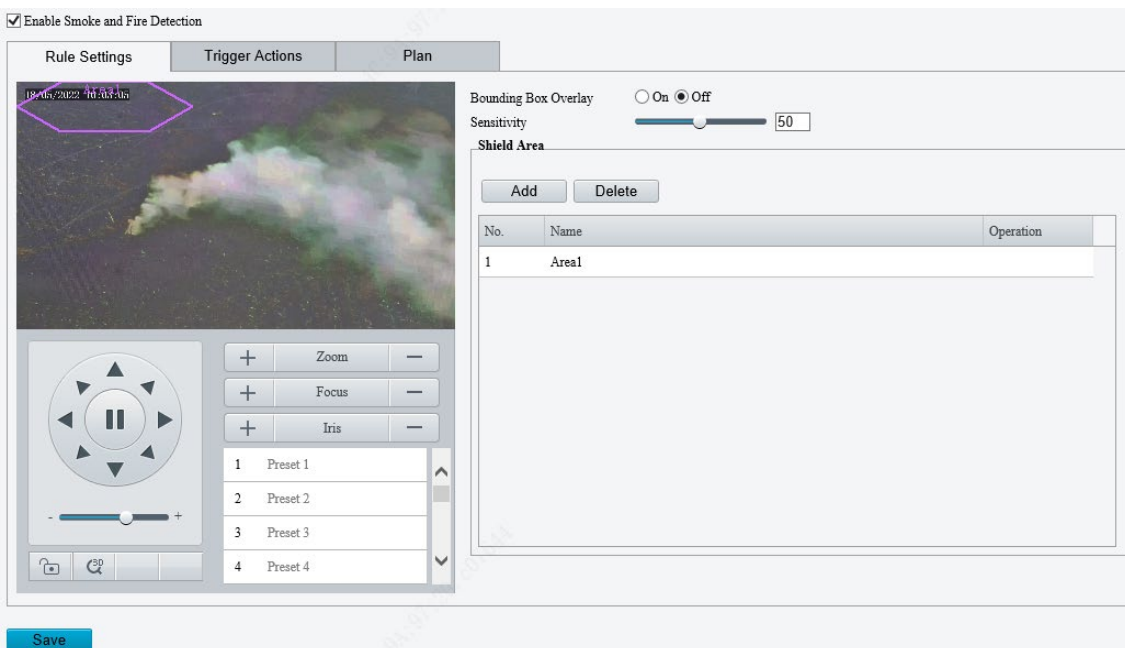 Enable Smoke and Fire Detection
Rule Settings
Trigger Actions
Plan
Area1
Bounding Box Overlay
On
Off
Sensitivity
50
Shield Area
Add
Delete
No.
Name
Operation
1
Area1
+
Zoom
—
+
Focus
—
+
Iris
—
1 Preset 1
2 Preset 2
3 Preset 3
4 Preset 4
-
+
3D
Save